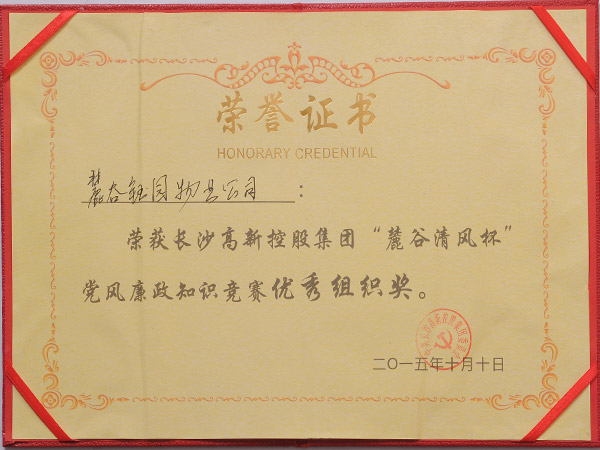 荣誉证书
HONORARY CREDENTIAL
麓谷钰园物业公司：
荣获长沙高新控股集团“麓谷清风杯”
党风廉政知识竞赛优秀组织奖。
二〇一五年十月十日